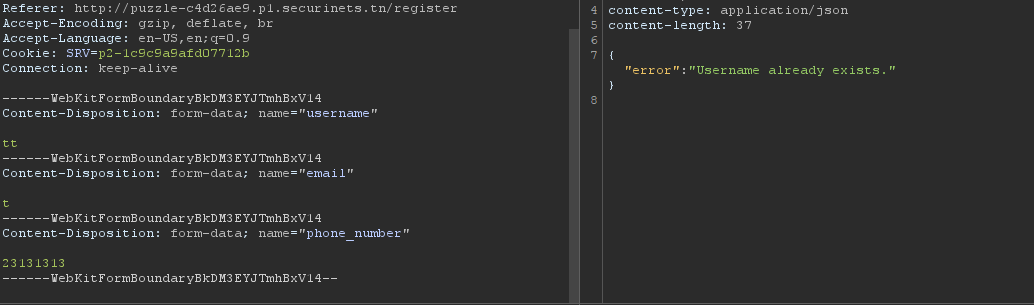 Referer: http://puzzle-c4d26ae9.p1.securinets.tn/register
Accept-Encoding: gzip, deflate, br
Accept-Language: en-US,en;q=0.9
Cookie: SRV=p2-1c9c9a9afd07712b
Connection: keep-alive
------WebKitFormBoundaryBkDM3EYJTmhBxV14
Content-Disposition: form-data; name="username"
tt
------WebKitFormBoundaryBkDM3EYJTmhBxV14
Content-Disposition: form-data; name="email"
t
------WebKitFormBoundaryBkDM3EYJTmhBxV14
Content-Disposition: form-data; name="phone_number"
23131313
------WebKitFormBoundaryBkDM3EYJTmhBxV14--
4 content-type: application/json
5 content-length: 37
6
7 {
"error":"Username already exists."
}
8